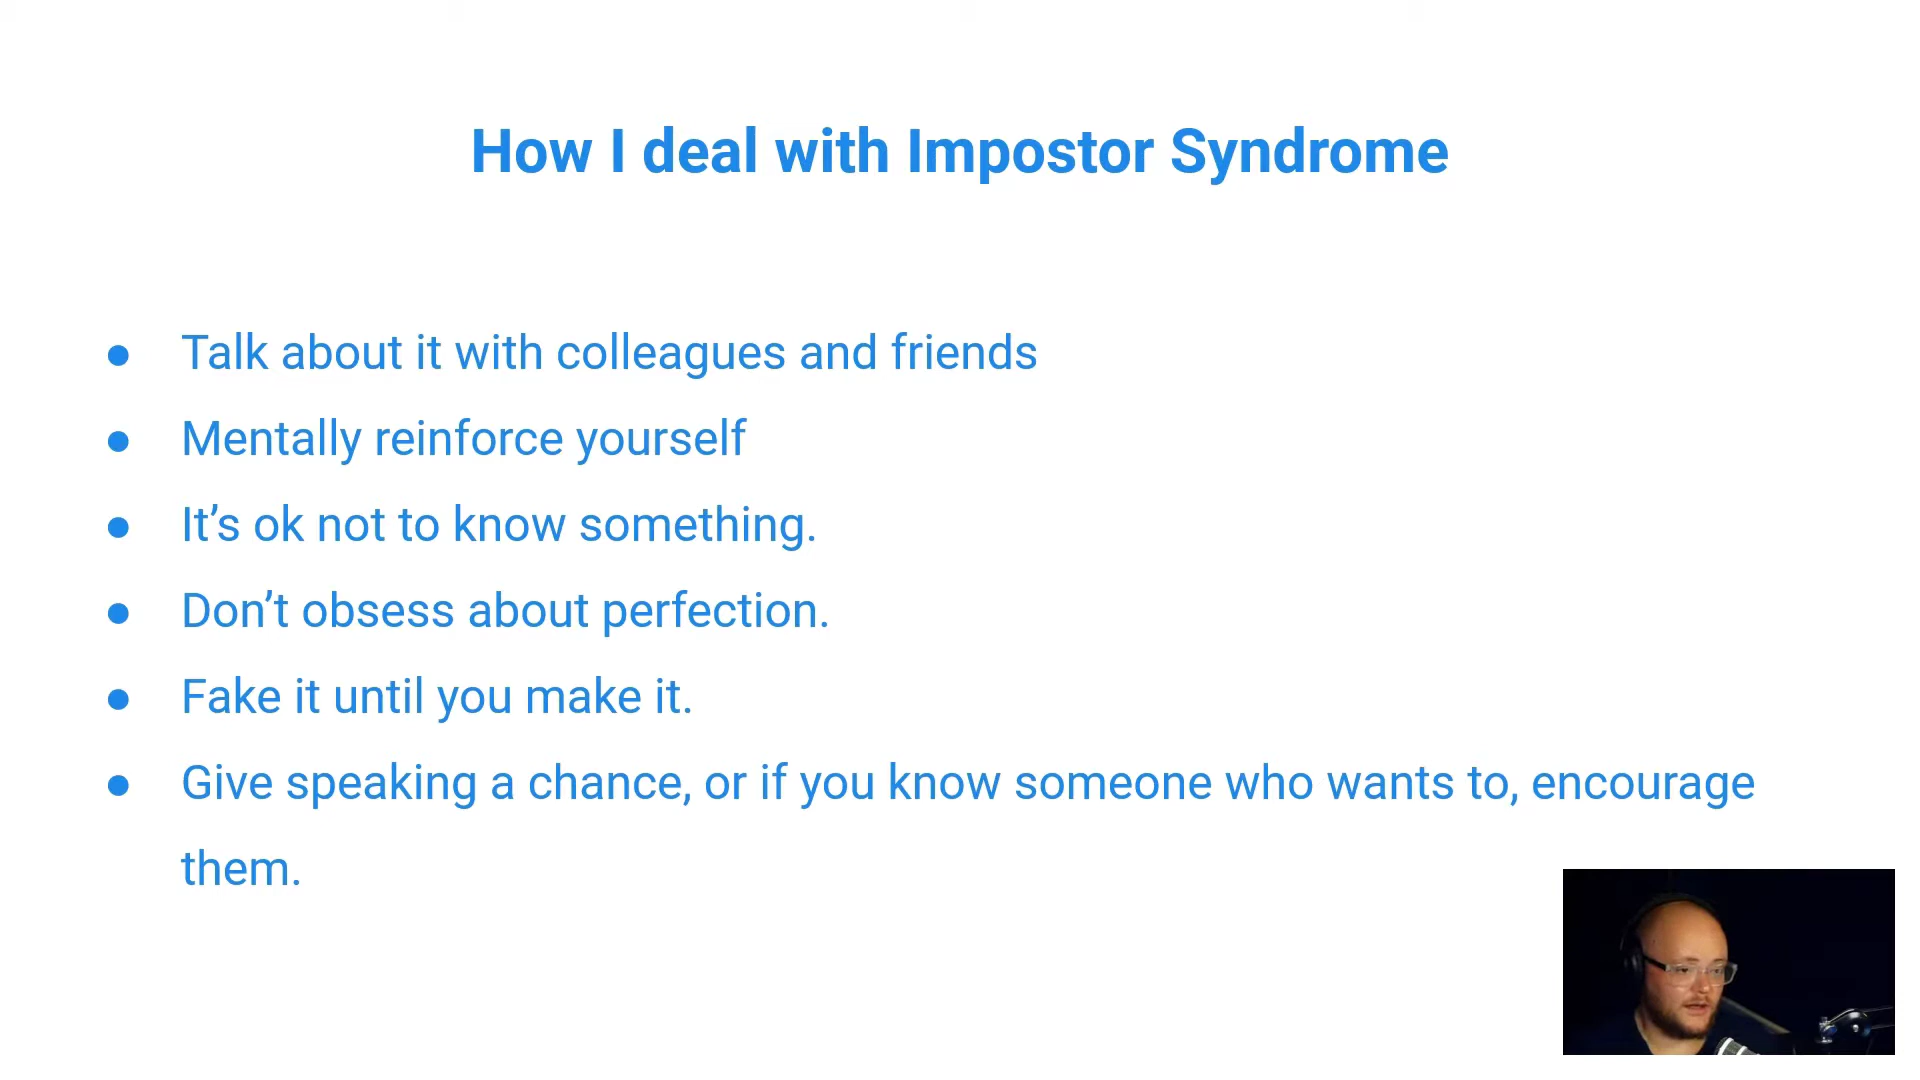 How I deal with Impostor Syndrome
● Talk about it with colleagues and friends
● Mentally reinforce yourself
● It’s ok not to know something.
● Don’t obsess about perfection.
● Fake it until you make it.
● Give speaking a chance, or if you know someone who wants to, encourage
them.